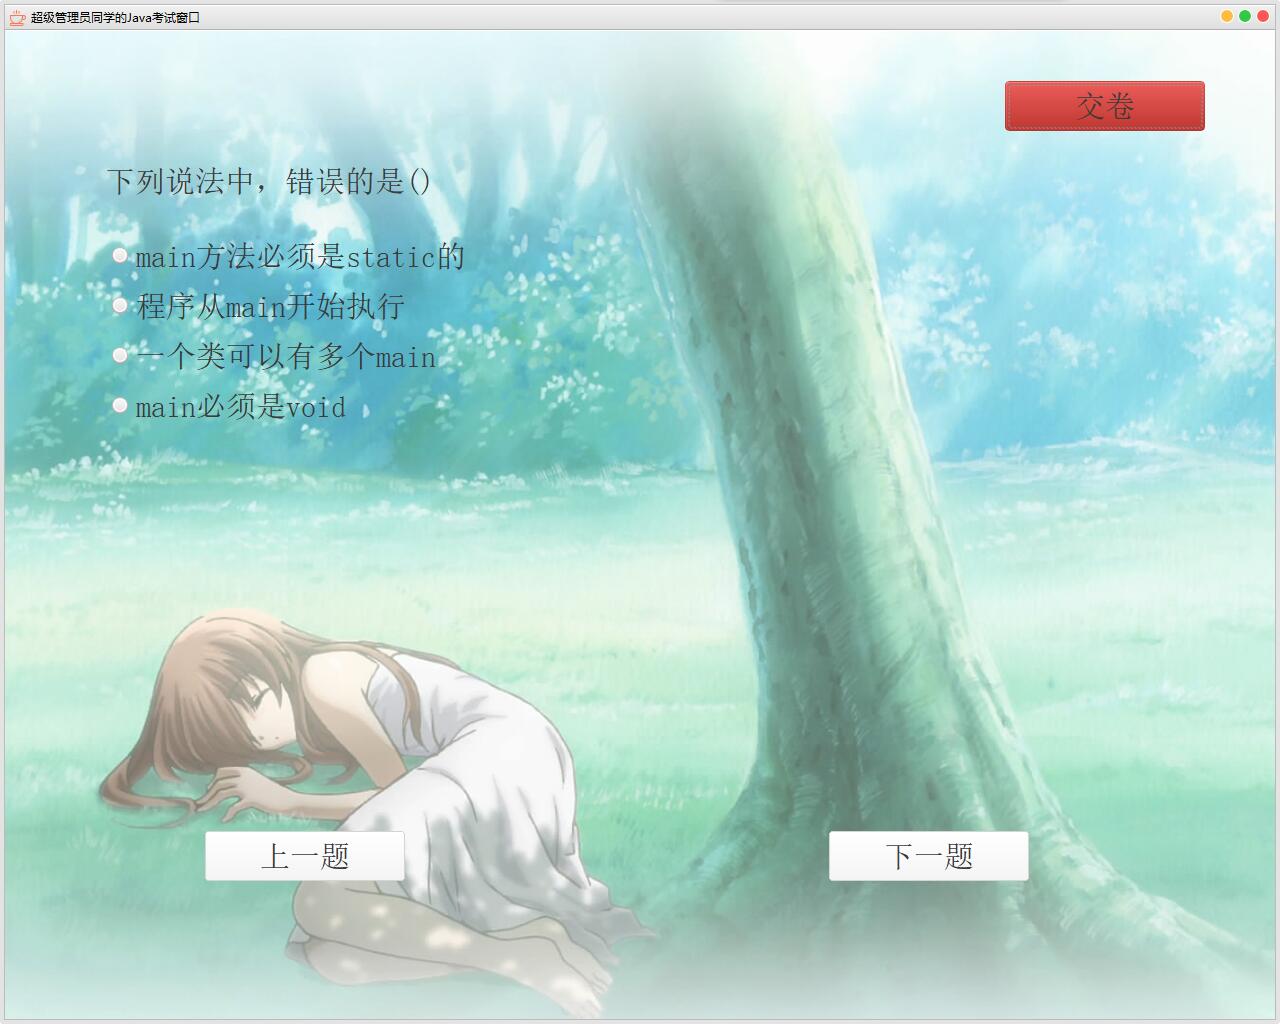 超级管理员同学的Java考试窗口
交卷
下列说法中，错误的是()
main方法必须是static的
程序从main开始执行
一个类可以有多个main
main必须是void
上一题
下一题